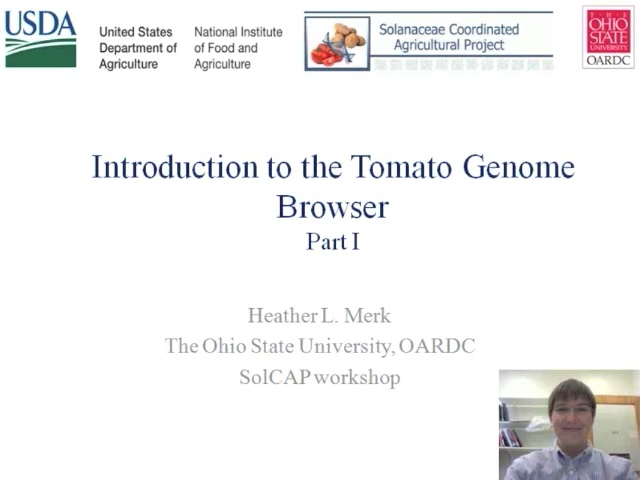 USDA
United States
Department of
Agriculture
National Institute
of Food and
Agriculture
Solanaceae Coordinated
Agricultural Project
T · H · E
OHIO
STATE
UNIVERSITY
OARDC
Introduction to the Tomato Genome
Browser
Part I
Heather L. Merk
The Ohio State University, OARDC
SolCAP workshop